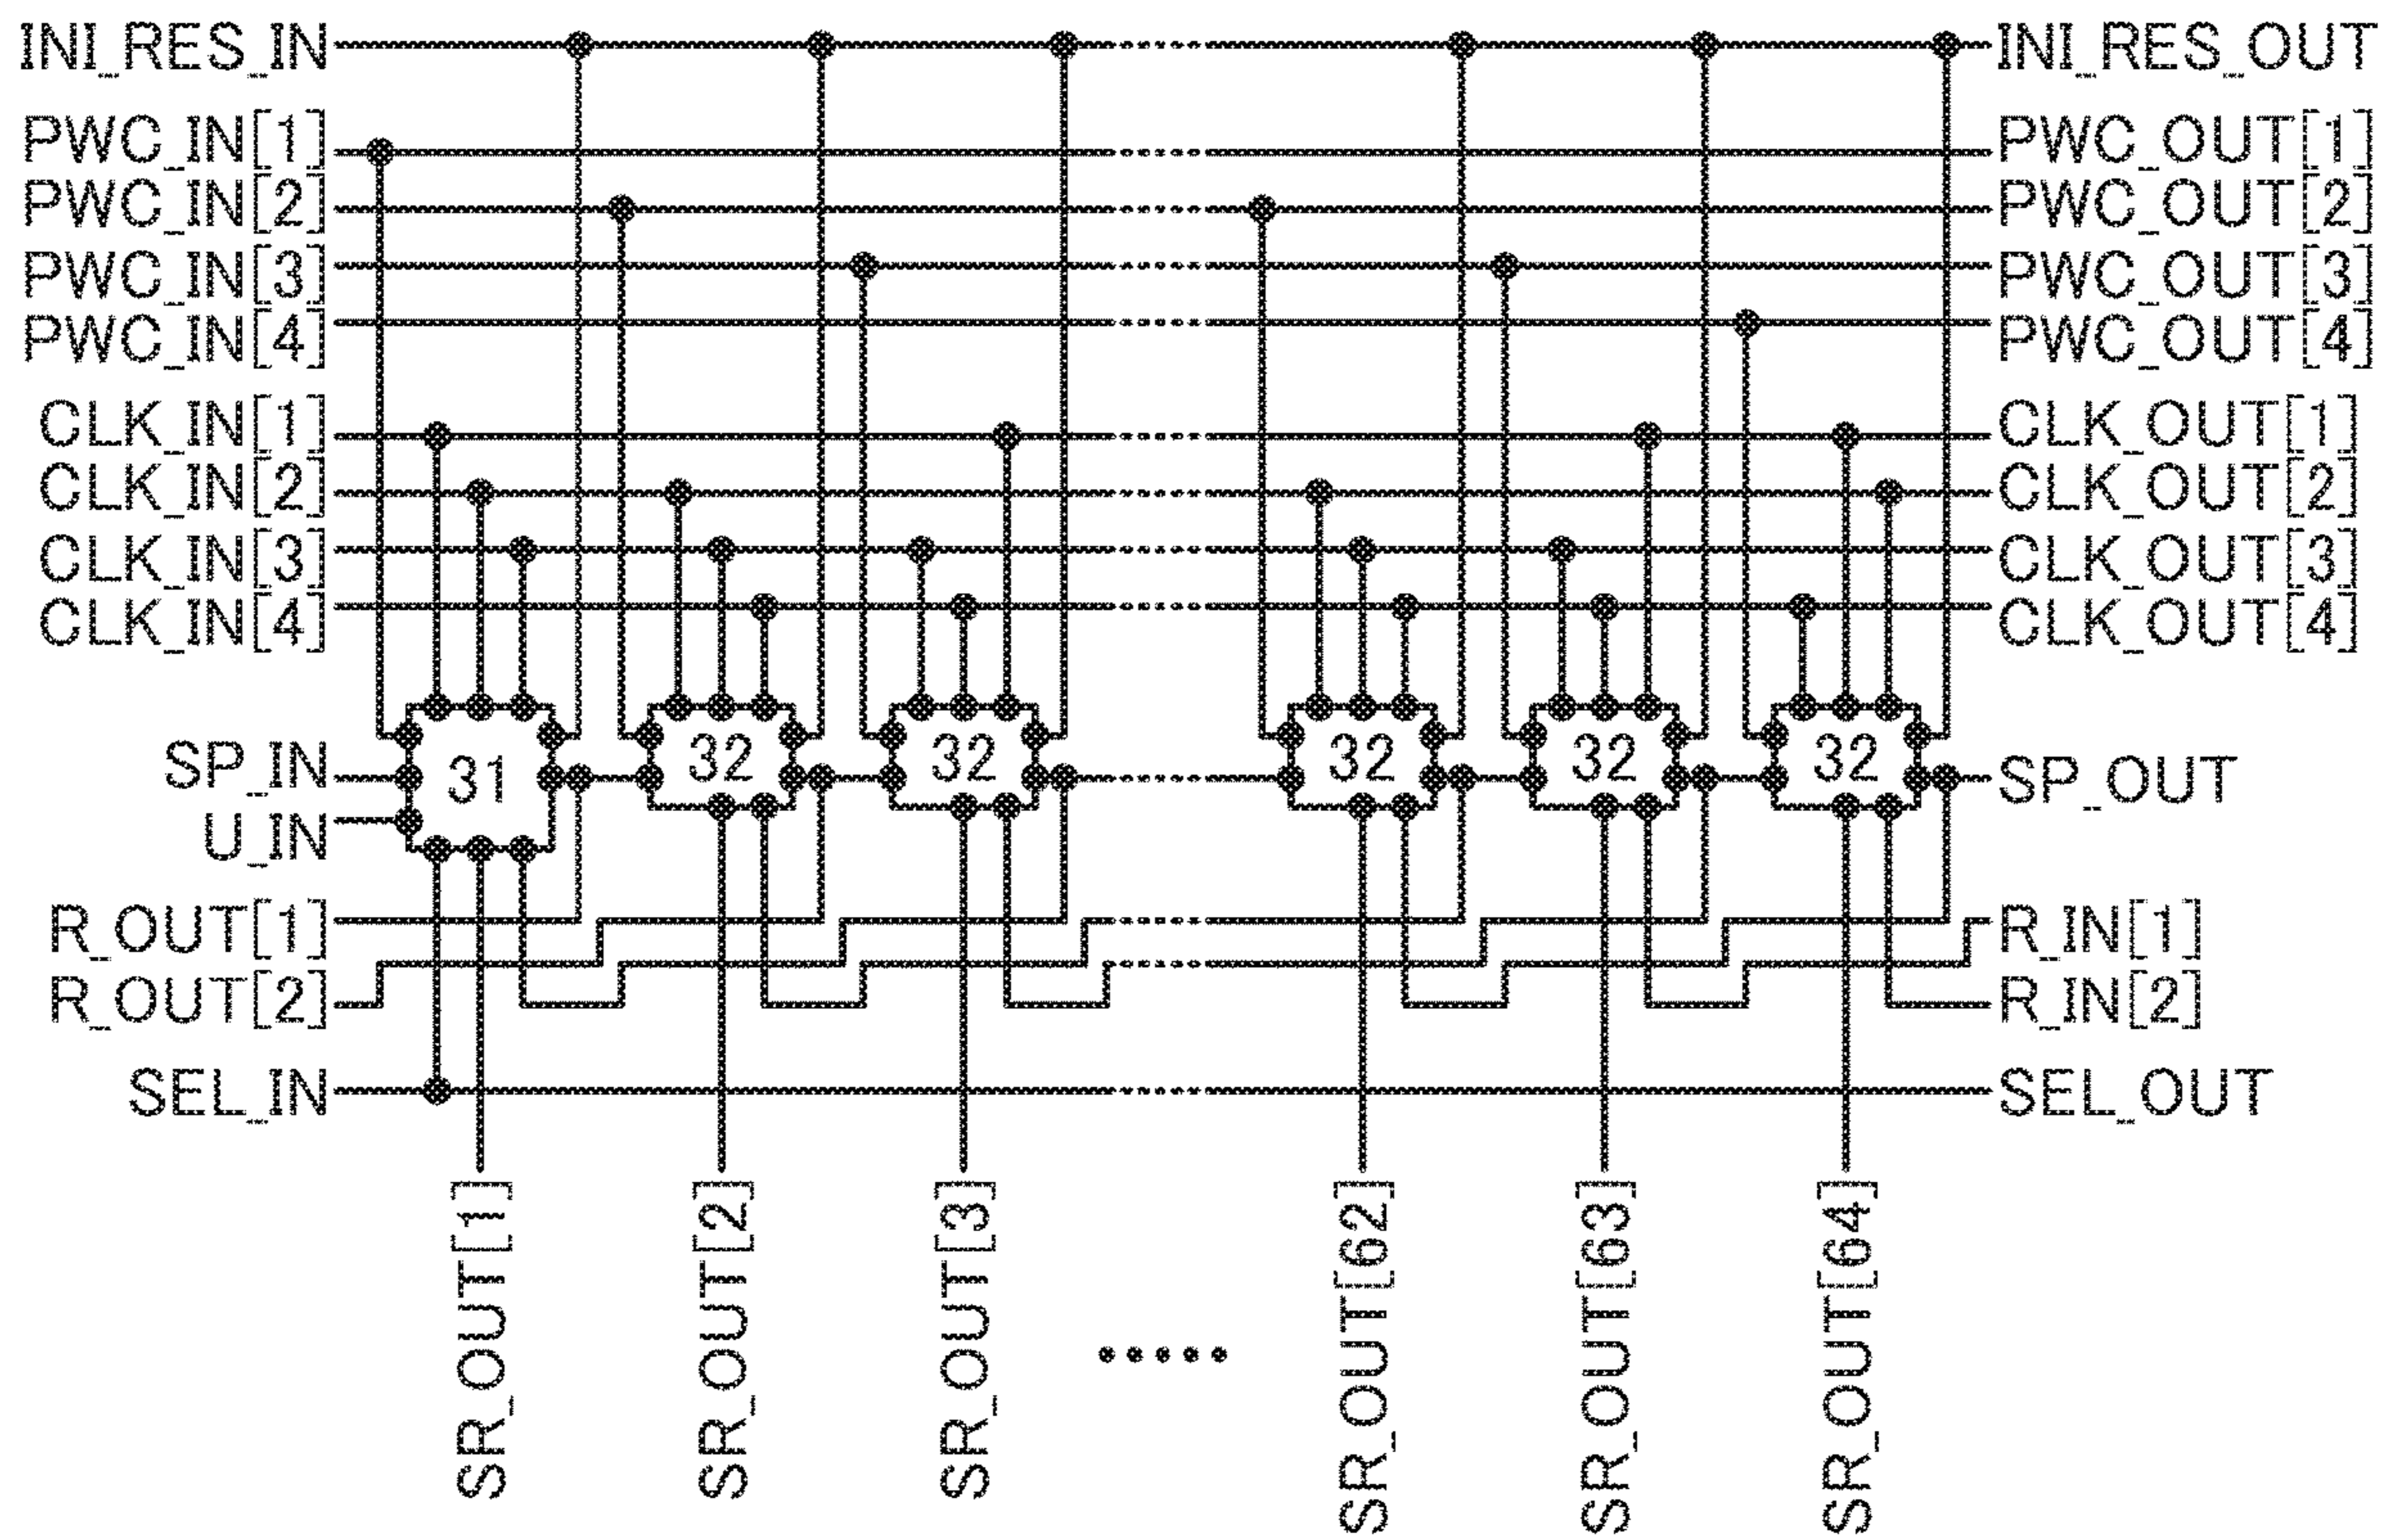 INI_RES_IN
INI_RES_OUT
PWC_IN[1]
PWC_OUT[1]
PWC_IN[2]
PWC_OUT[2]
PWC_IN[3]
PWC_OUT[3]
PWC_IN[4]
PWC_OUT[4]
CLK_IN[1]
CLK_OUT[1]
CLK_IN[2]
CLK_OUT[2]
CLK_IN[3]
CLK_OUT[3]
CLK_IN[4]
CLK_OUT[4]
SP_IN
31
32
32
32
32
32
SP_OUT
U_IN
R_OUT[1]
R_IN[1]
R_OUT[2]
R_IN[2]
SEL_IN
SEL_OUT
SR_OUT[1]
SR_OUT[2]
SR_OUT[3]
.....
SR_OUT[62]
SR_OUT[63]
SR_OUT[64]